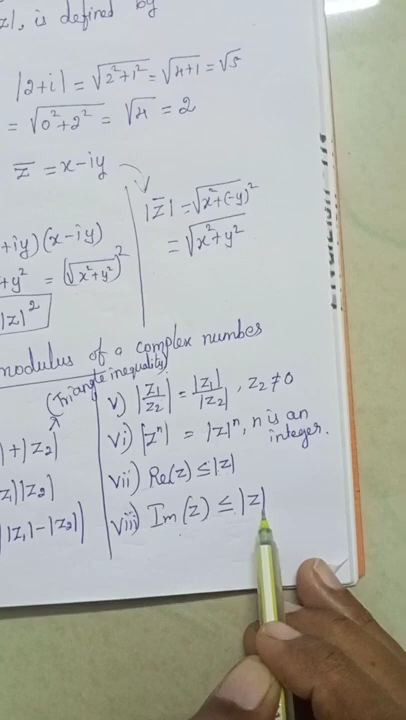 z|, is defined by
|2+i| = √2²+1² = √4+1 = √5
= √0²+2² = √4 = 2
z̅ = x-iy
|z̅| = √x²+(-y)²
= √x²+y²
+iy) (x-iy)
+y² = (√x²+y²)²
|z|²
modulus of a complex number
(Triangle inequality)
|+|z₂|
z₁||z₂|
|z₁|-|z₂||
v) |z₁/z₂| = |z₁|/|z₂|, z₂≠0
vi) |zⁿ| = |z|ⁿ, n is an
integer.
vii) Re(z) ≤ |z|
viii) Im(z) ≤ |z|